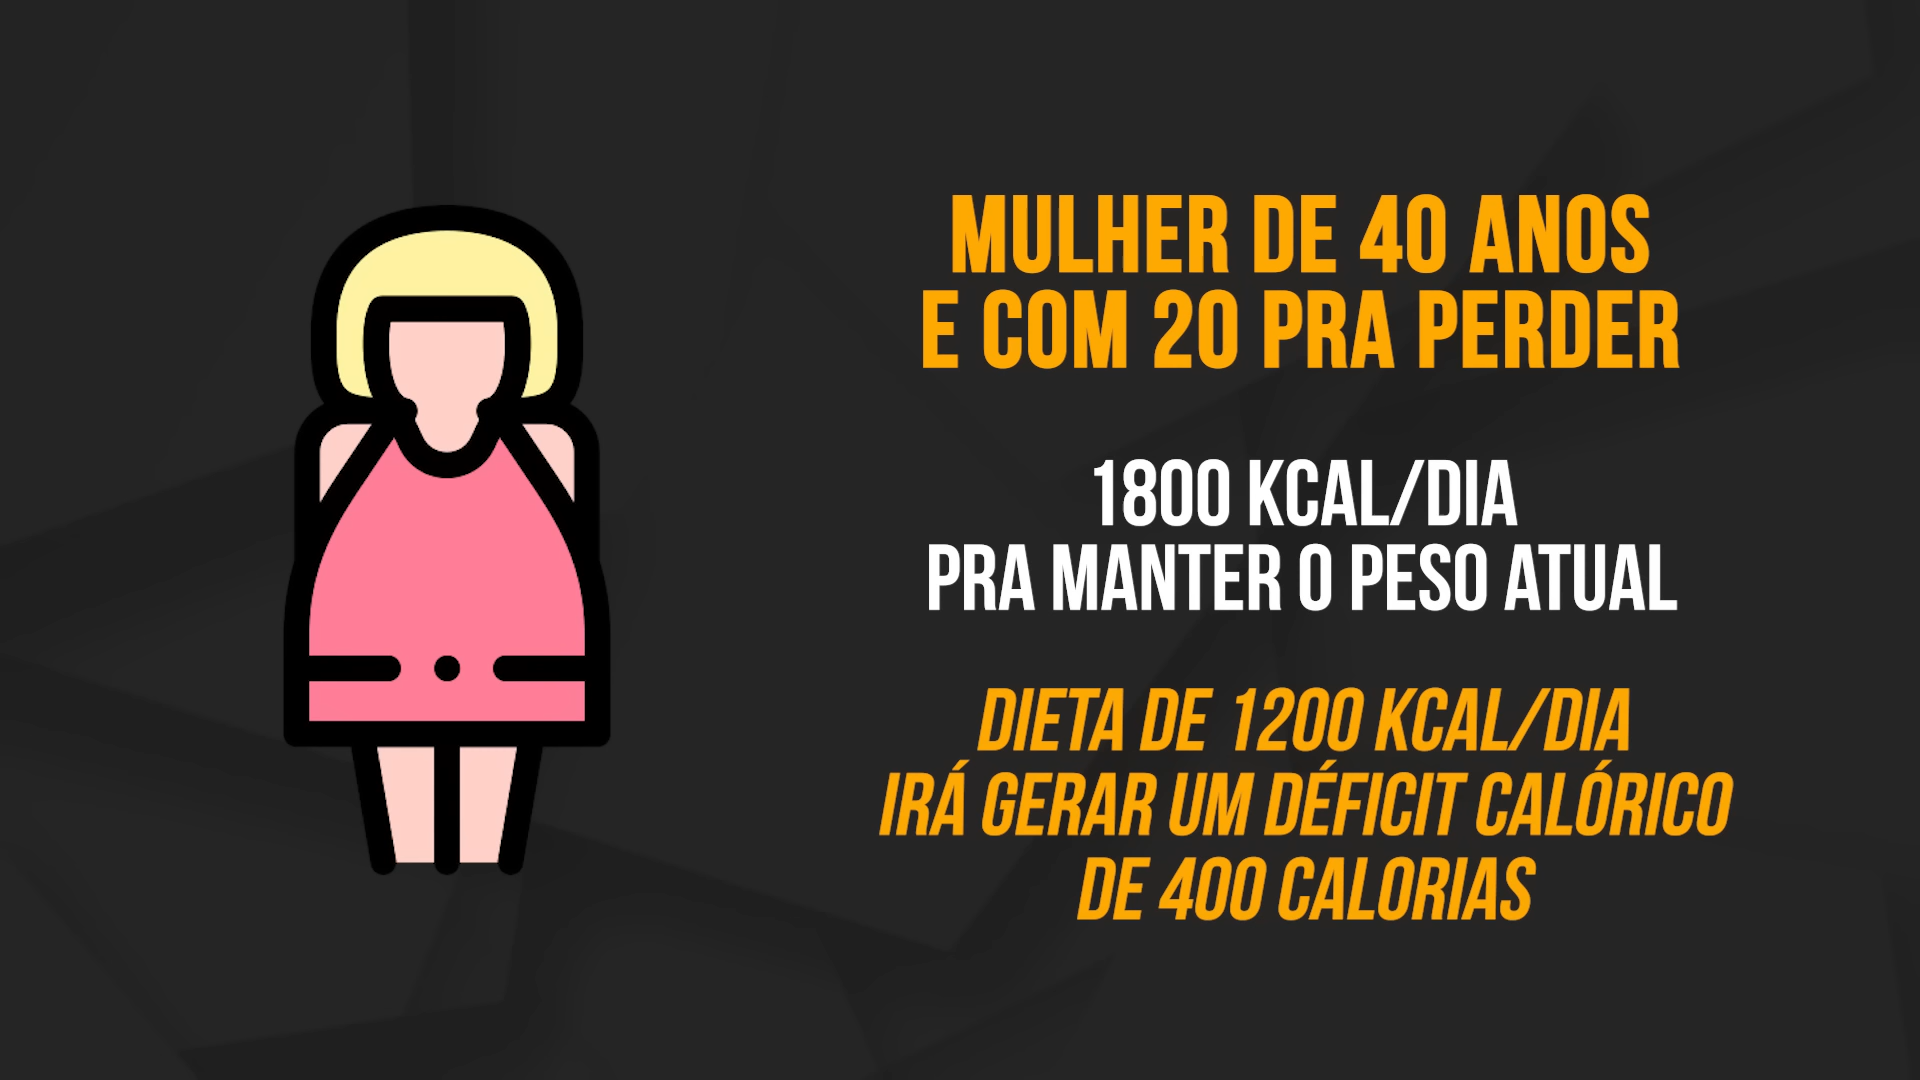 MULHER DE 40 ANOS
E COM 20 PRA PERDER
1800 KCAL/DIA
PRA MANTER O PESO ATUAL
DIETA DE 1200 KCAL/DIA
IRÁ GERAR UM DÉFICIT CALÓRICO
DE 400 CALORIAS